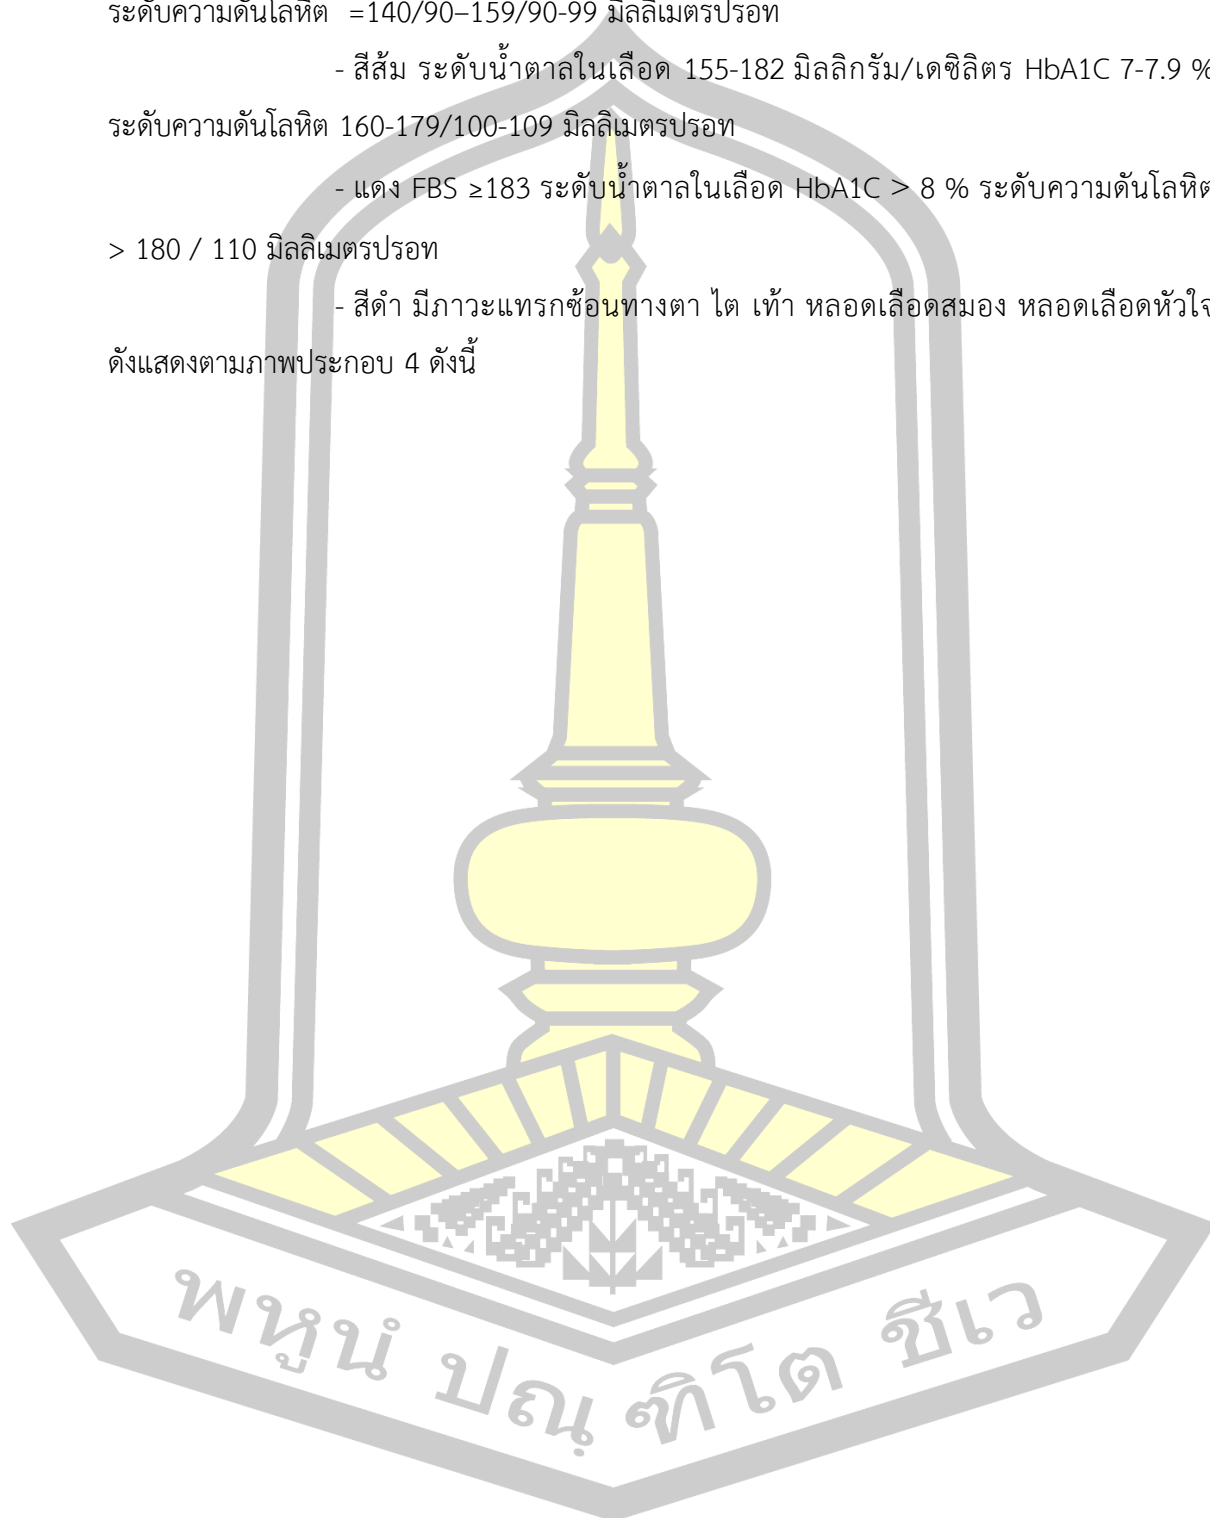 ระดับความดันโลหิต =140/90–159/90-99 มิลลิเมตรปรอท
- สีส้ม ระดับน้ำตาลในเลือด 155-182 มิลลิกรัม/เดซิลิตร HbA1C 7-7.9 %
ระดับความดันโลหิต 160-179/100-109 มิลลิเมตรปรอท
- แดง FBS ≥183 ระดับน้ำตาลในเลือด HbA1C > 8 % ระดับความดันโลหิต
> 180 / 110 มิลลิเมตรปรอท
- สีดำ มีภาวะแทรกซ้อนทางตา ไต เท้า หลอดเลือดสมอง หลอดเลือดหัวใจ
ดังแสดงตามภาพประกอบ 4 ดังนี้
พหูนํ ปณฺ ฑิโต ชีเว